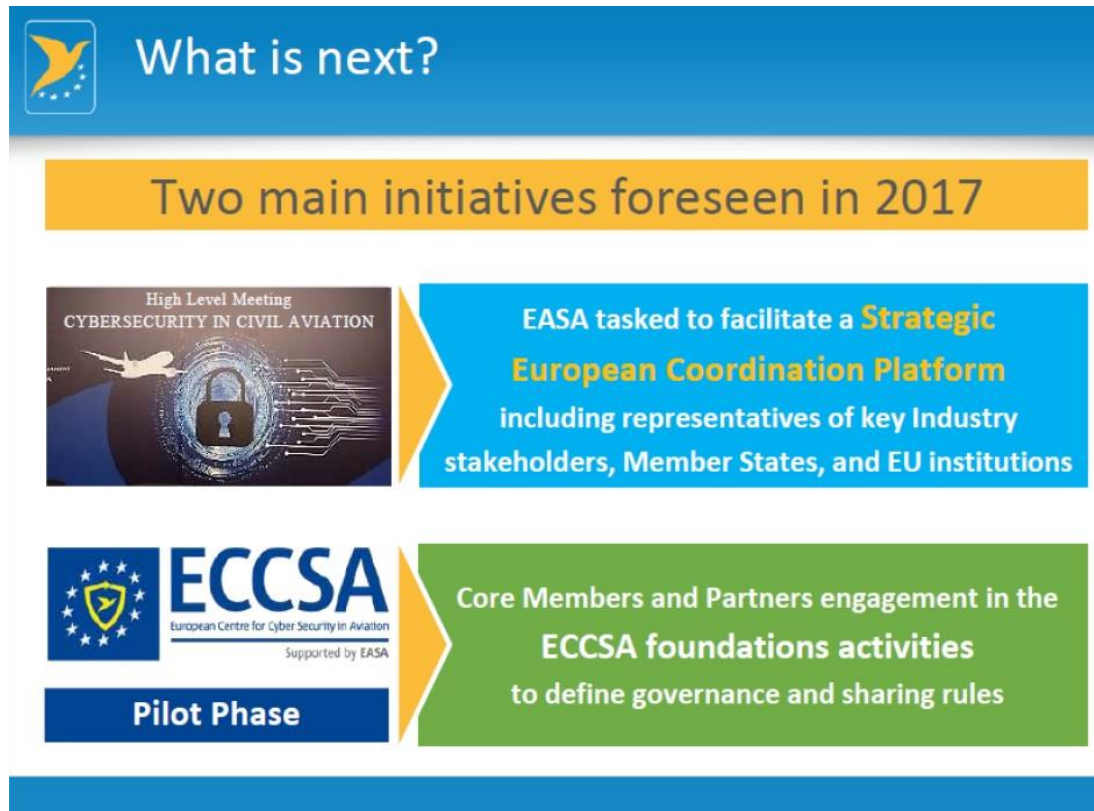 What is next?
Two main initiatives foreseen in 2017
High Level Meeting
CYBERSECURITY IN CIVIL AVIATION
EASA tasked to facilitate a Strategic
European Coordination Platform
including representatives of key Industry
stakeholders, Member States, and EU institutions
ECCSA
European Centre for Cyber Security in Aviation
Supported by EASA
Pilot Phase
Core Members and Partners engagement in the
ECCSA foundations activities
to define governance and sharing rules